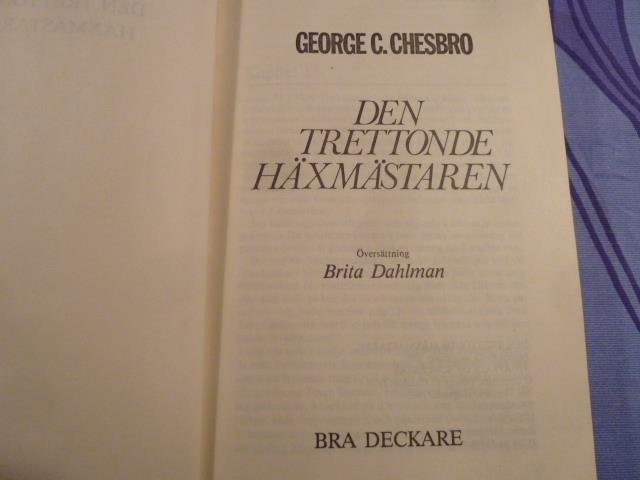 GEORGE C. CHESBRO
DEN
TRETTONDE
HÄXMÄSTAREN
Översättning
Brita Dahlman
BRA DECKARE